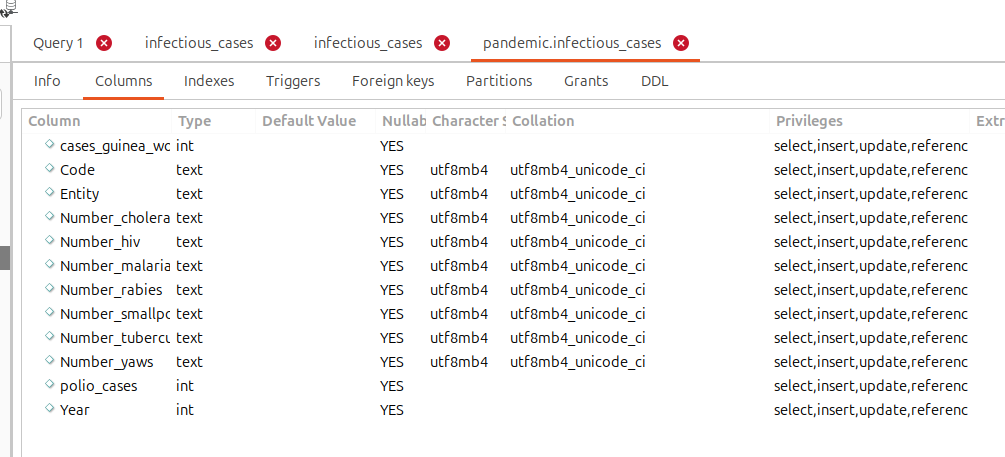 Query 1 infectious_cases infectious_cases pandemic.infectious_cases
Info Columns Indexes Triggers Foreign keys Partitions Grants DDL
Column Type Default Value Nullab Character S Collation Privileges Extr
cases_guinea_wo int YES select,insert,update,referenc
Code text YES utf8mb4 utf8mb4_unicode_ci select,insert,update,referenc
Entity text YES utf8mb4 utf8mb4_unicode_ci select,insert,update,referenc
Number_cholera text YES utf8mb4 utf8mb4_unicode_ci select,insert,update,referenc
Number_hiv text YES utf8mb4 utf8mb4_unicode_ci select,insert,update,referenc
Number_malaria text YES utf8mb4 utf8mb4_unicode_ci select,insert,update,referenc
Number_rabies text YES utf8mb4 utf8mb4_unicode_ci select,insert,update,referenc
Number_smallpo text YES utf8mb4 utf8mb4_unicode_ci select,insert,update,referenc
Number_tubercu text YES utf8mb4 utf8mb4_unicode_ci select,insert,update,referenc
Number_yaws text YES utf8mb4 utf8mb4_unicode_ci select,insert,update,referenc
polio_cases int YES select,insert,update,referenc
Year int YES select,insert,update,referenc